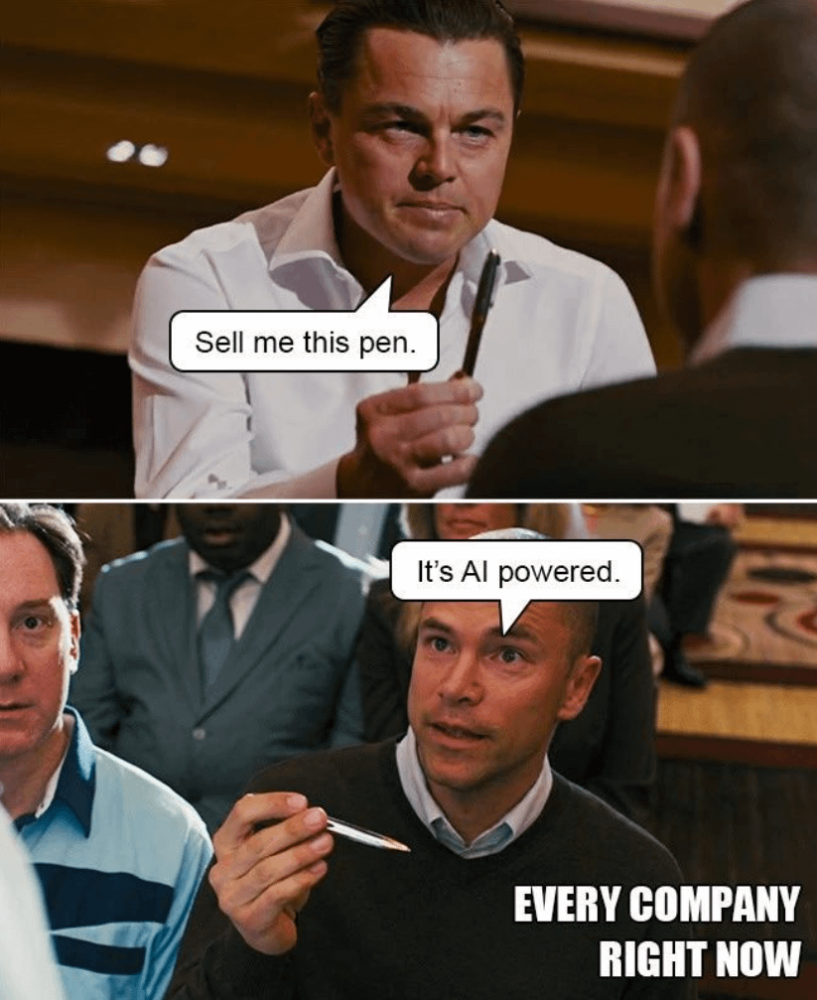 Sell me this pen.
It's AI powered.
EVERY COMPANY
RIGHT NOW